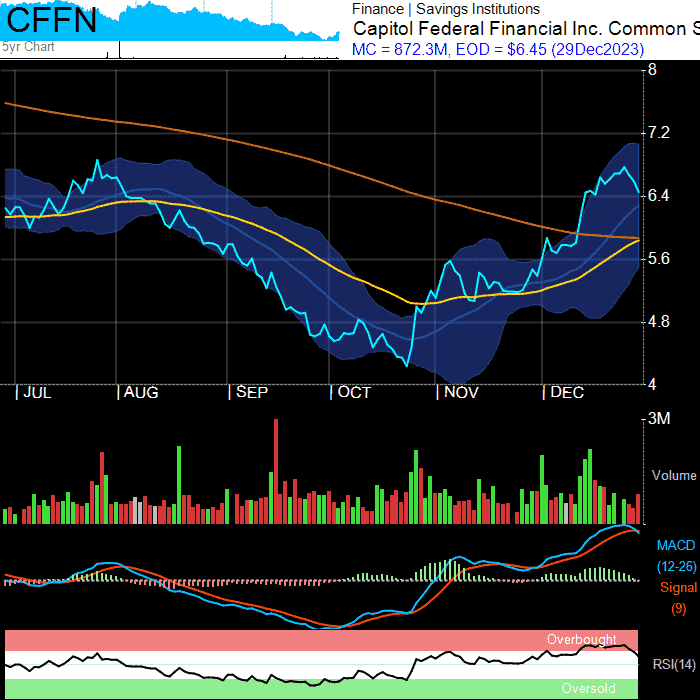 CFFN
5yr Chart
Finance | Savings Institutions
Capitol Federal Financial Inc. Common S
MC = 872.3M, EOD = $6.45 (29Dec2023)
8
7.2
6.4
5.6
4.8
4
| JUL | AUG | SEP | OCT | NOV | DEC
3M
Volume
MACD
(12-26)
Signal
(9)
Overbought
RSI(14)
Oversold